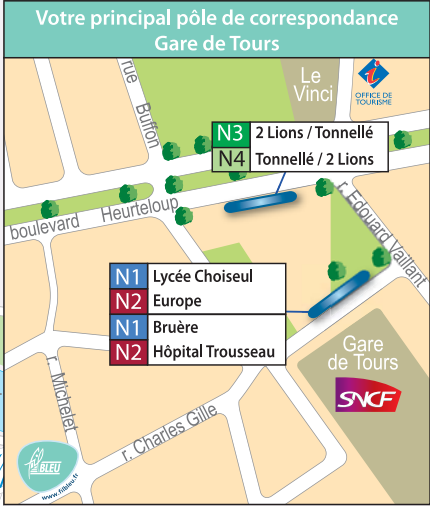 Votre principal pôle de correspondance
Gare de Tours
rue Buffon
Le
Vinci
OFFICE DE
TOURISME
N3 2 Lions / Tonnellé
N4 Tonnellé / 2 Lions
boulevard Heurteloup
r. Edouard Vaillant
N1 Lycée Choiseul
N2 Europe
N1 Bruère
N2 Hôpital Trousseau
Gare
de Tours
SNCF
r. Michelet
r. Charles Gille
fil BLEU
www.filbleu.fr